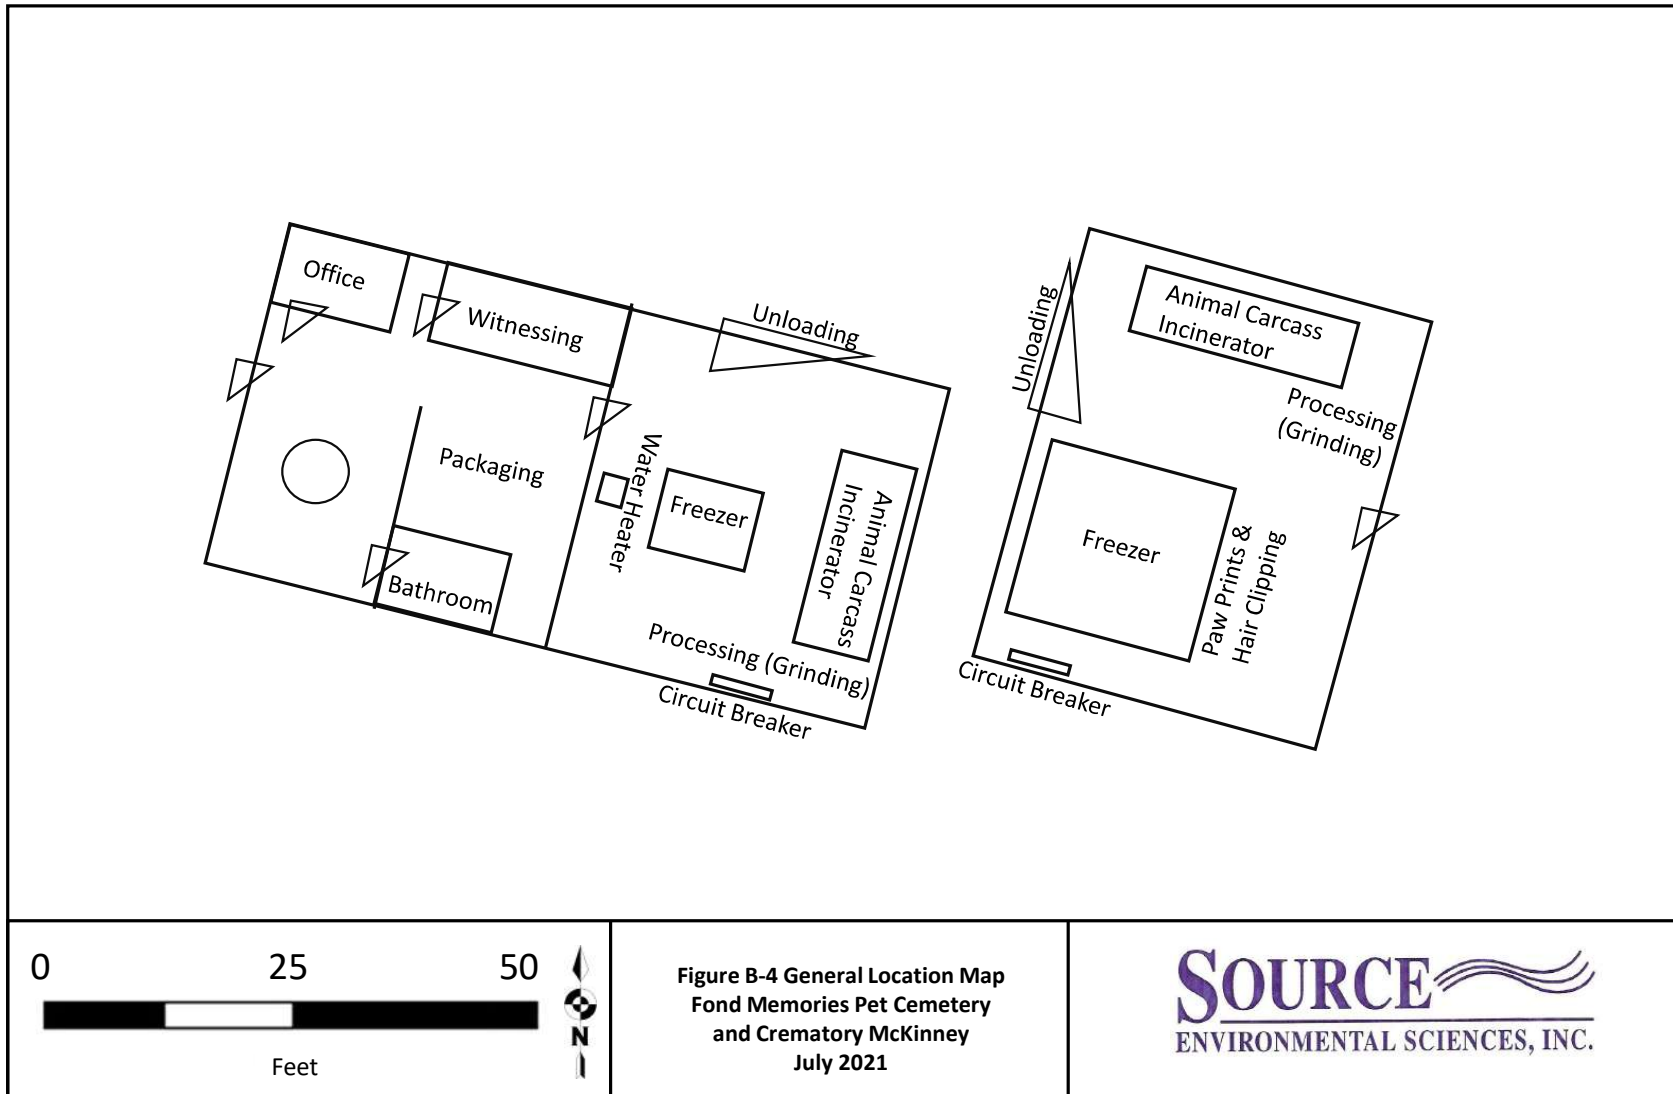 Office
Witnessing
Unloading
Packaging
Water Heater
Freezer
Animal Carcass
Incinerator
Bathroom
Processing (Grinding)
Circuit Breaker
Unloading
Animal Carcass
Incinerator
Processing
(Grinding)
Freezer
Paw Prints &
Hair Clipping
Circuit Breaker
0 25 50
Feet
N
Figure B-4 General Location Map
Fond Memories Pet Cemetery
and Crematory McKinney
July 2021
SOURCE
ENVIRONMENTAL SCIENCES, INC.